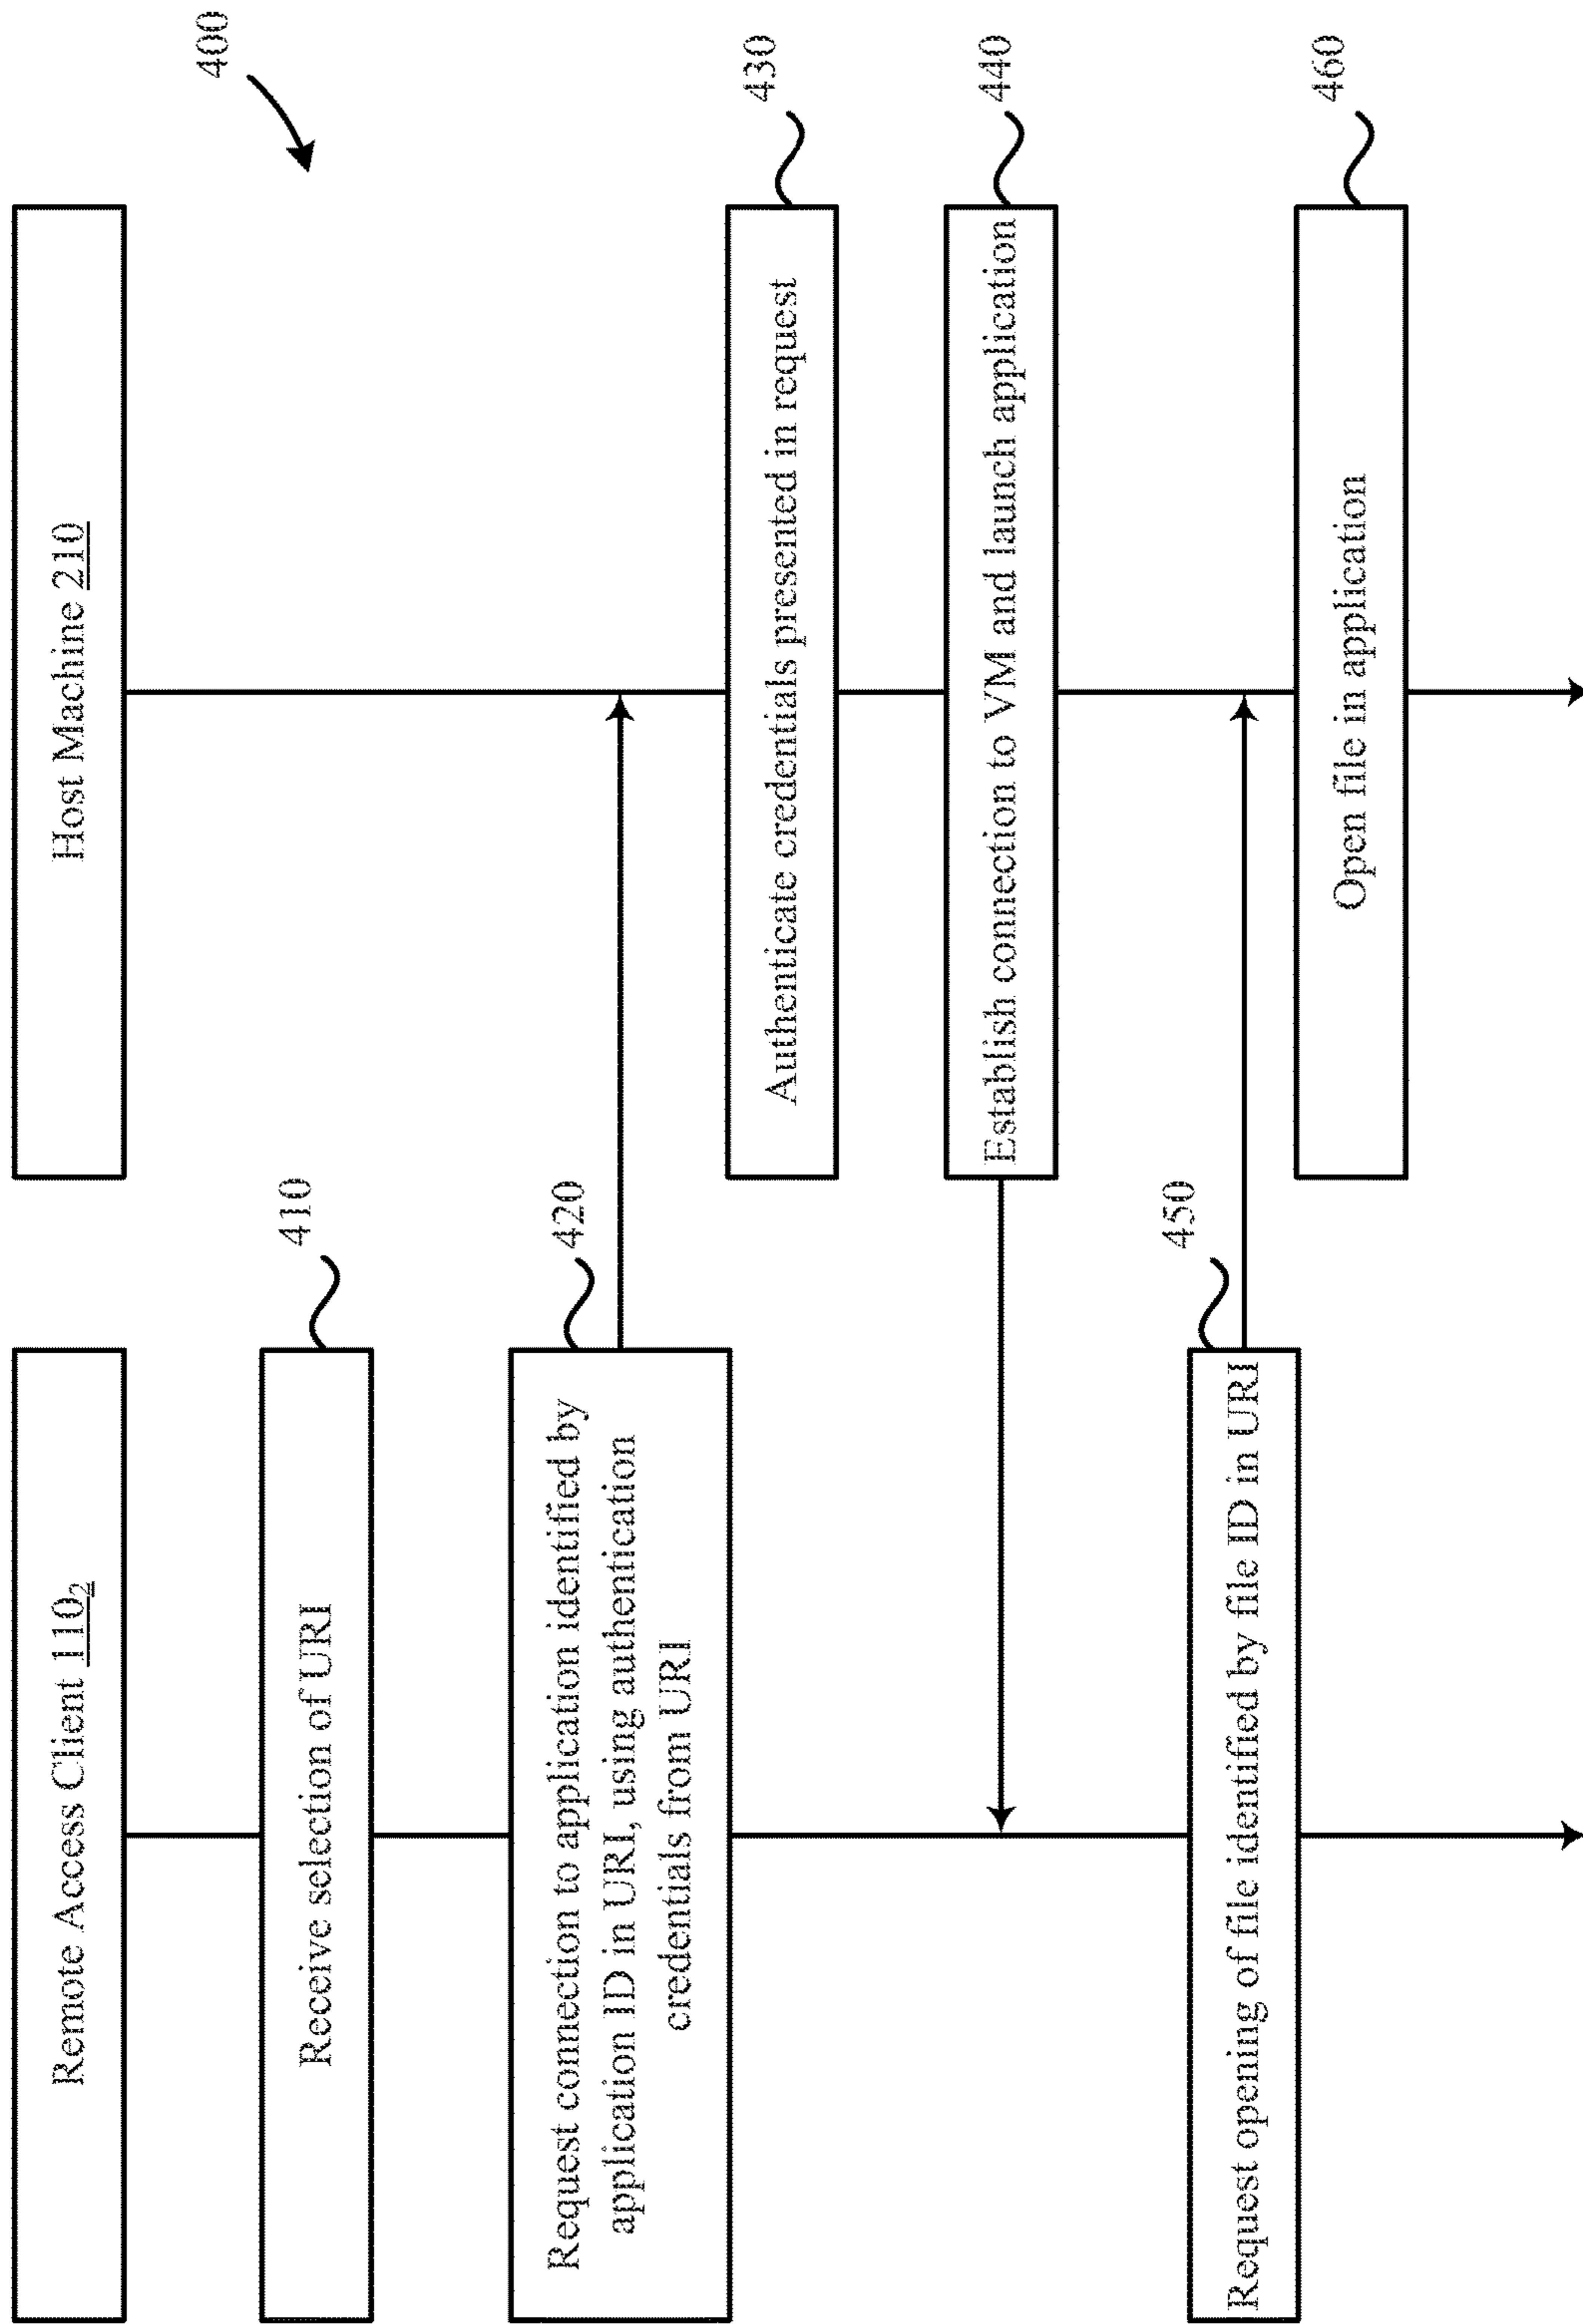 400
Remote Access Client 110₂
Host Machine 210
410
Receive selection of URI
420
Request connection to application identified by
application ID in URI, using authentication
credentials from URI
430
Authenticate credentials presented in request
440
Establish connection to VM and launch application
450
Request opening of file identified by file ID in URI
460
Open file in application